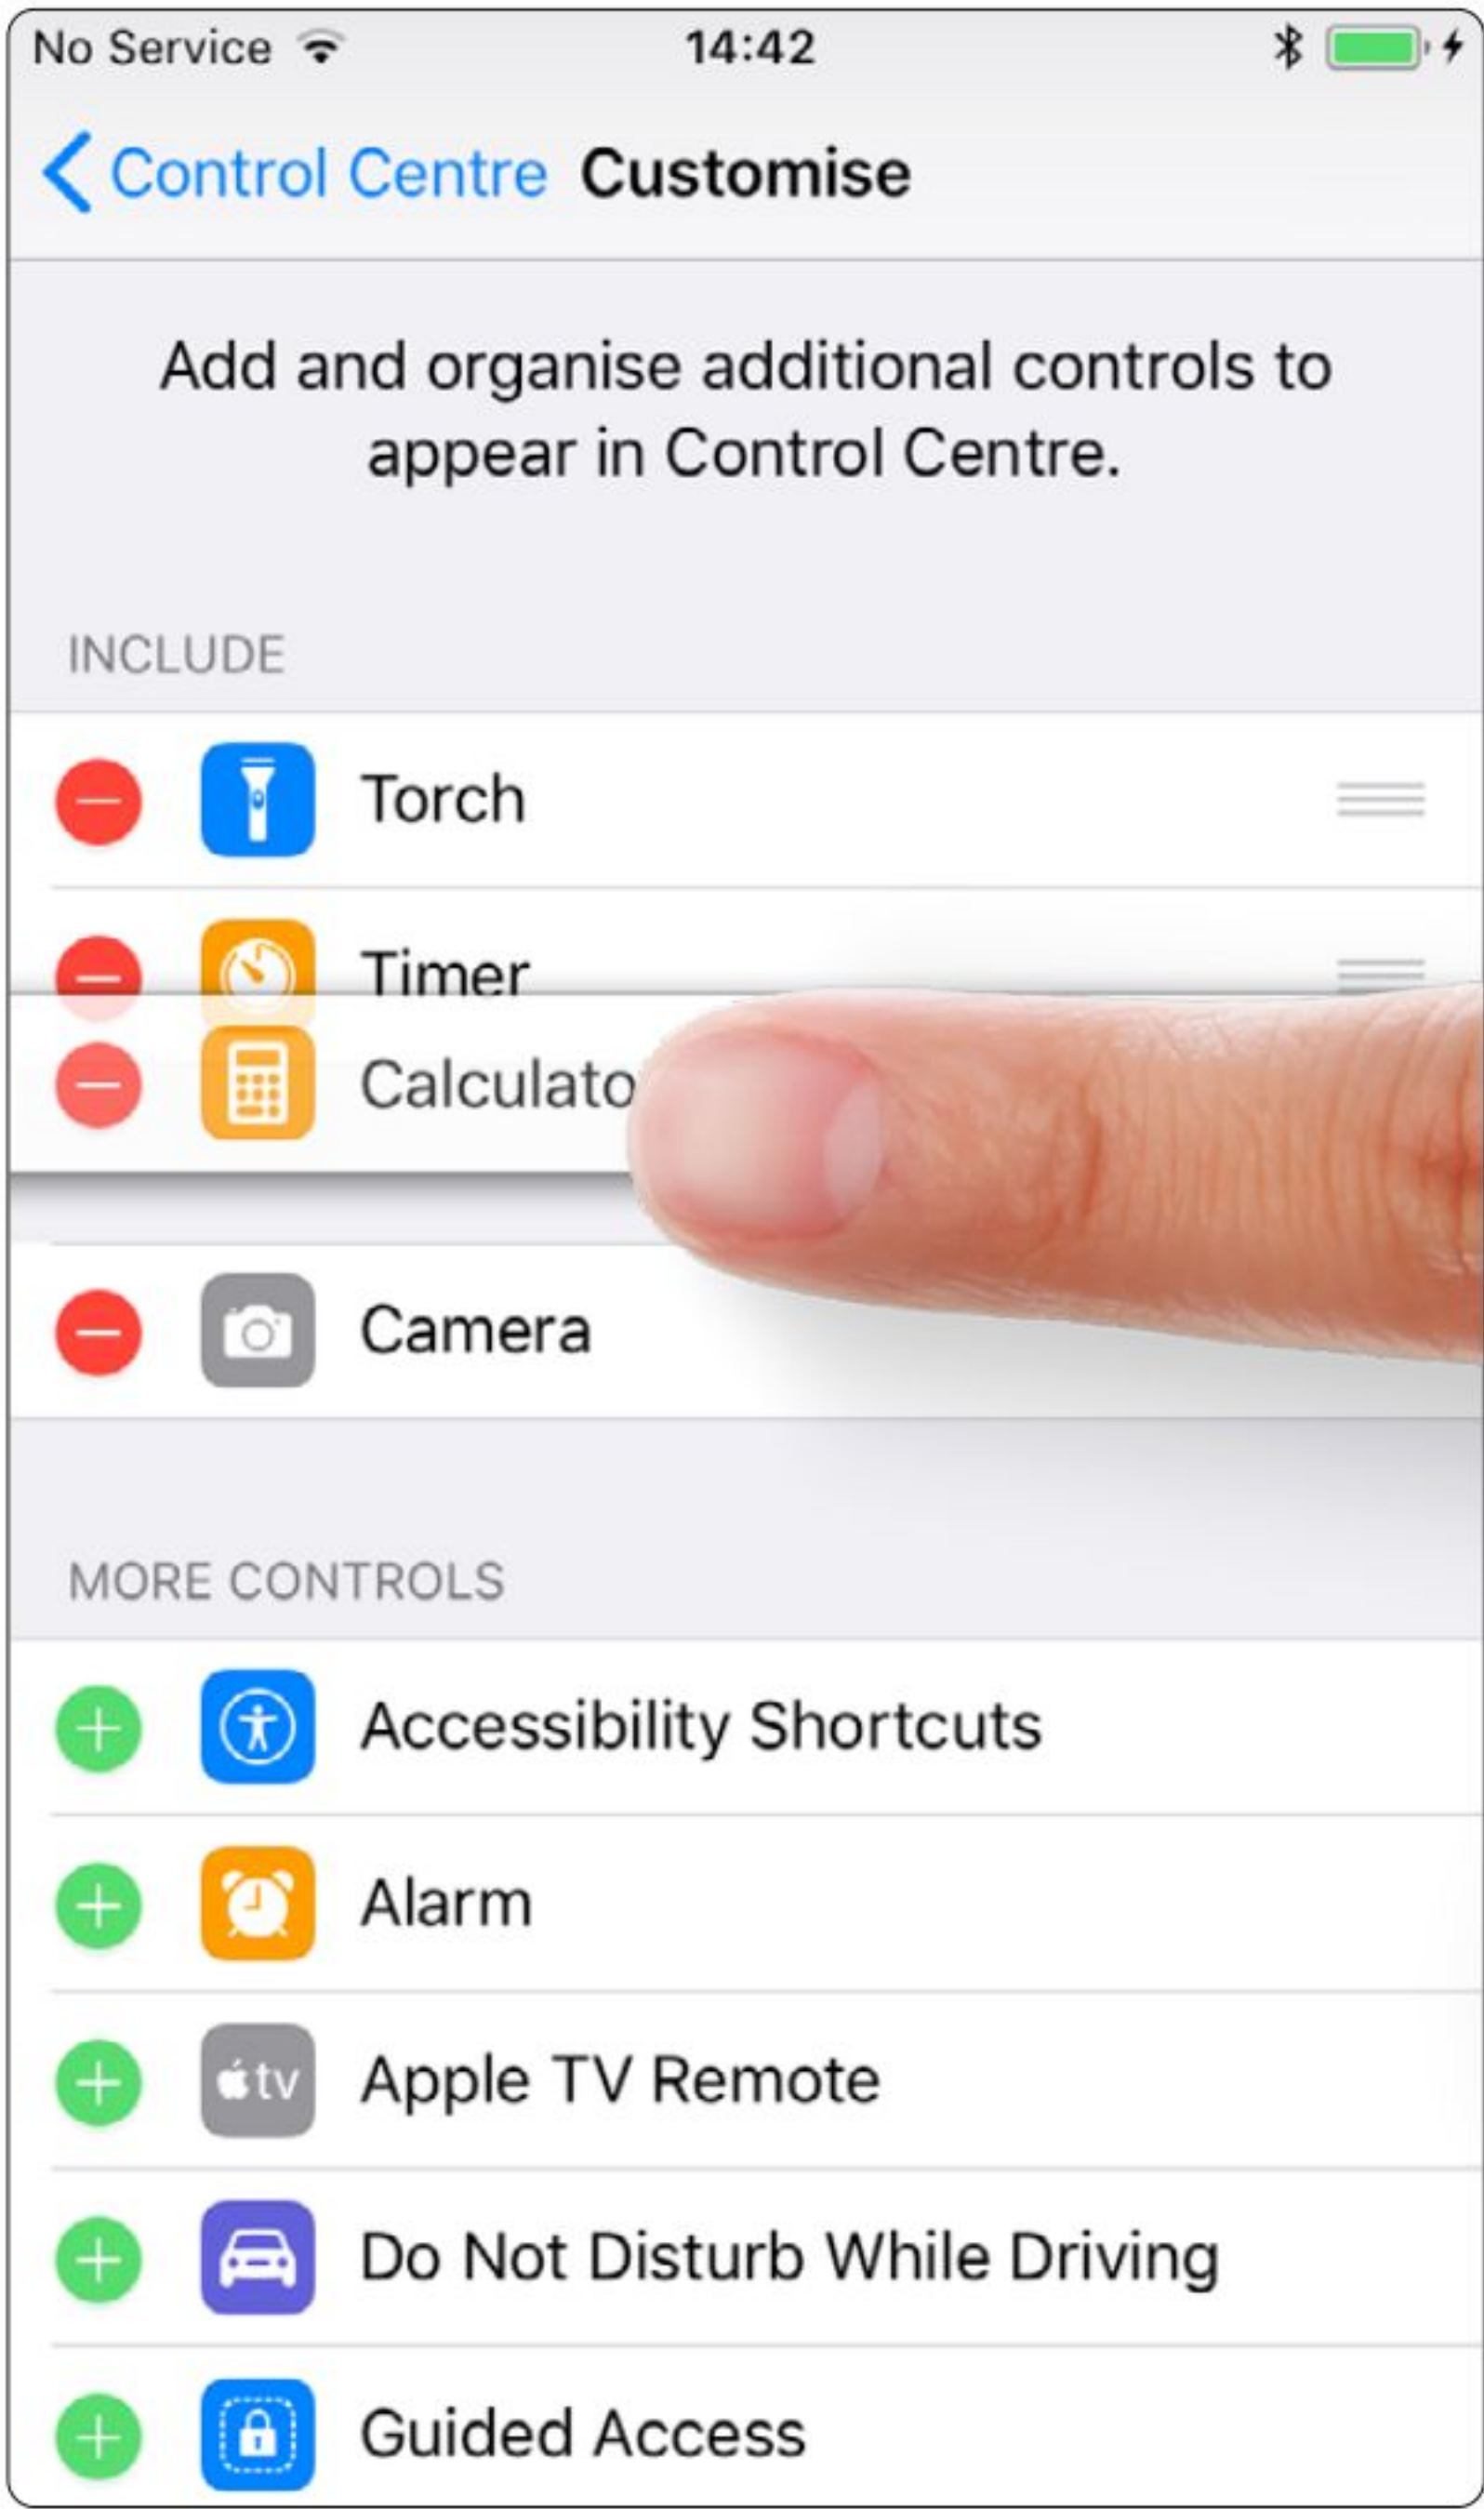 No Service 14:42
Control Centre Customise
Add and organise additional controls to
appear in Control Centre.
INCLUDE
Torch
Timer
Calculato
Camera
MORE CONTROLS
Accessibility Shortcuts
Alarm
tv Apple TV Remote
Do Not Disturb While Driving
Guided Access